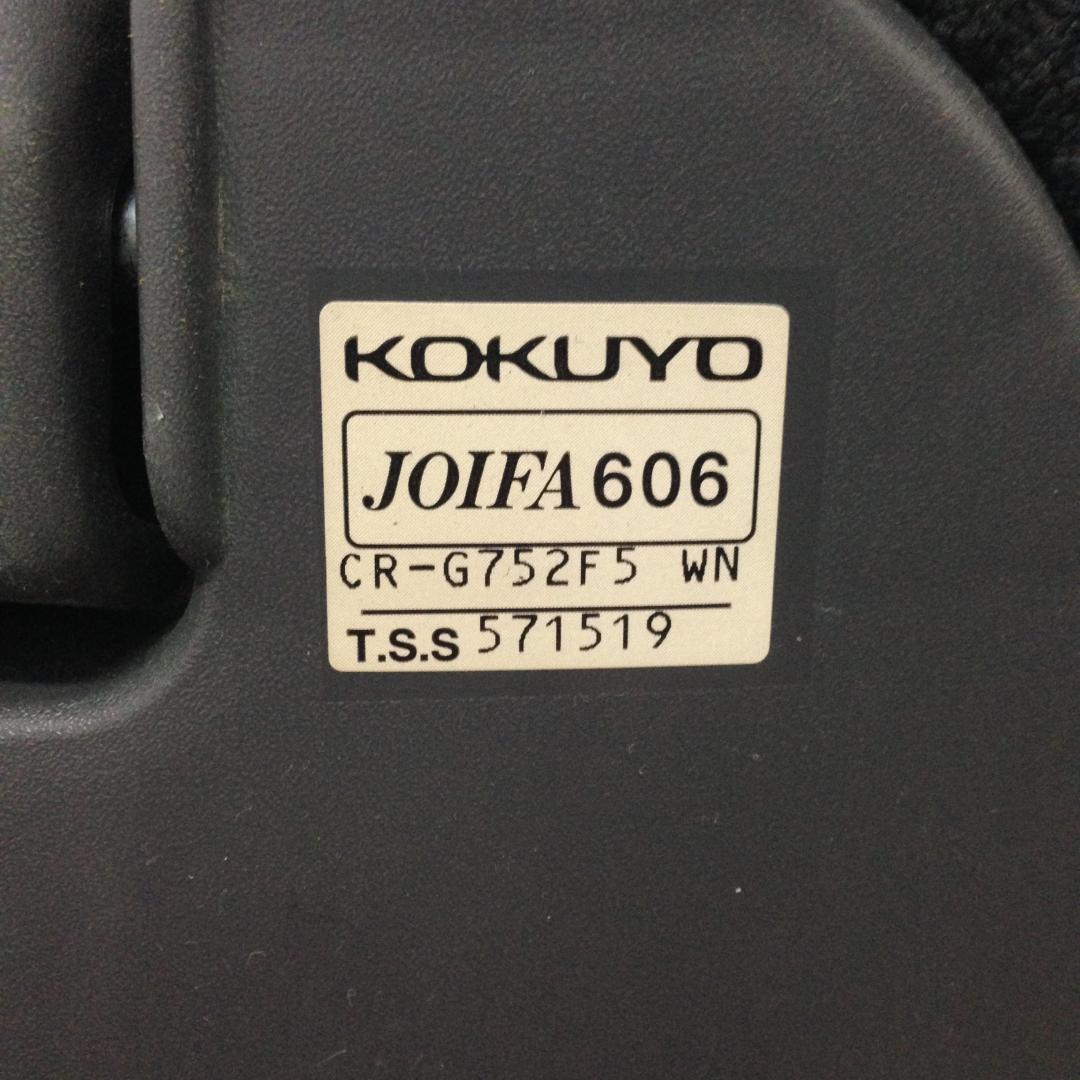 KOKUYO
JOIFA 606
CR-G752F5 WN
T.S.S 571519